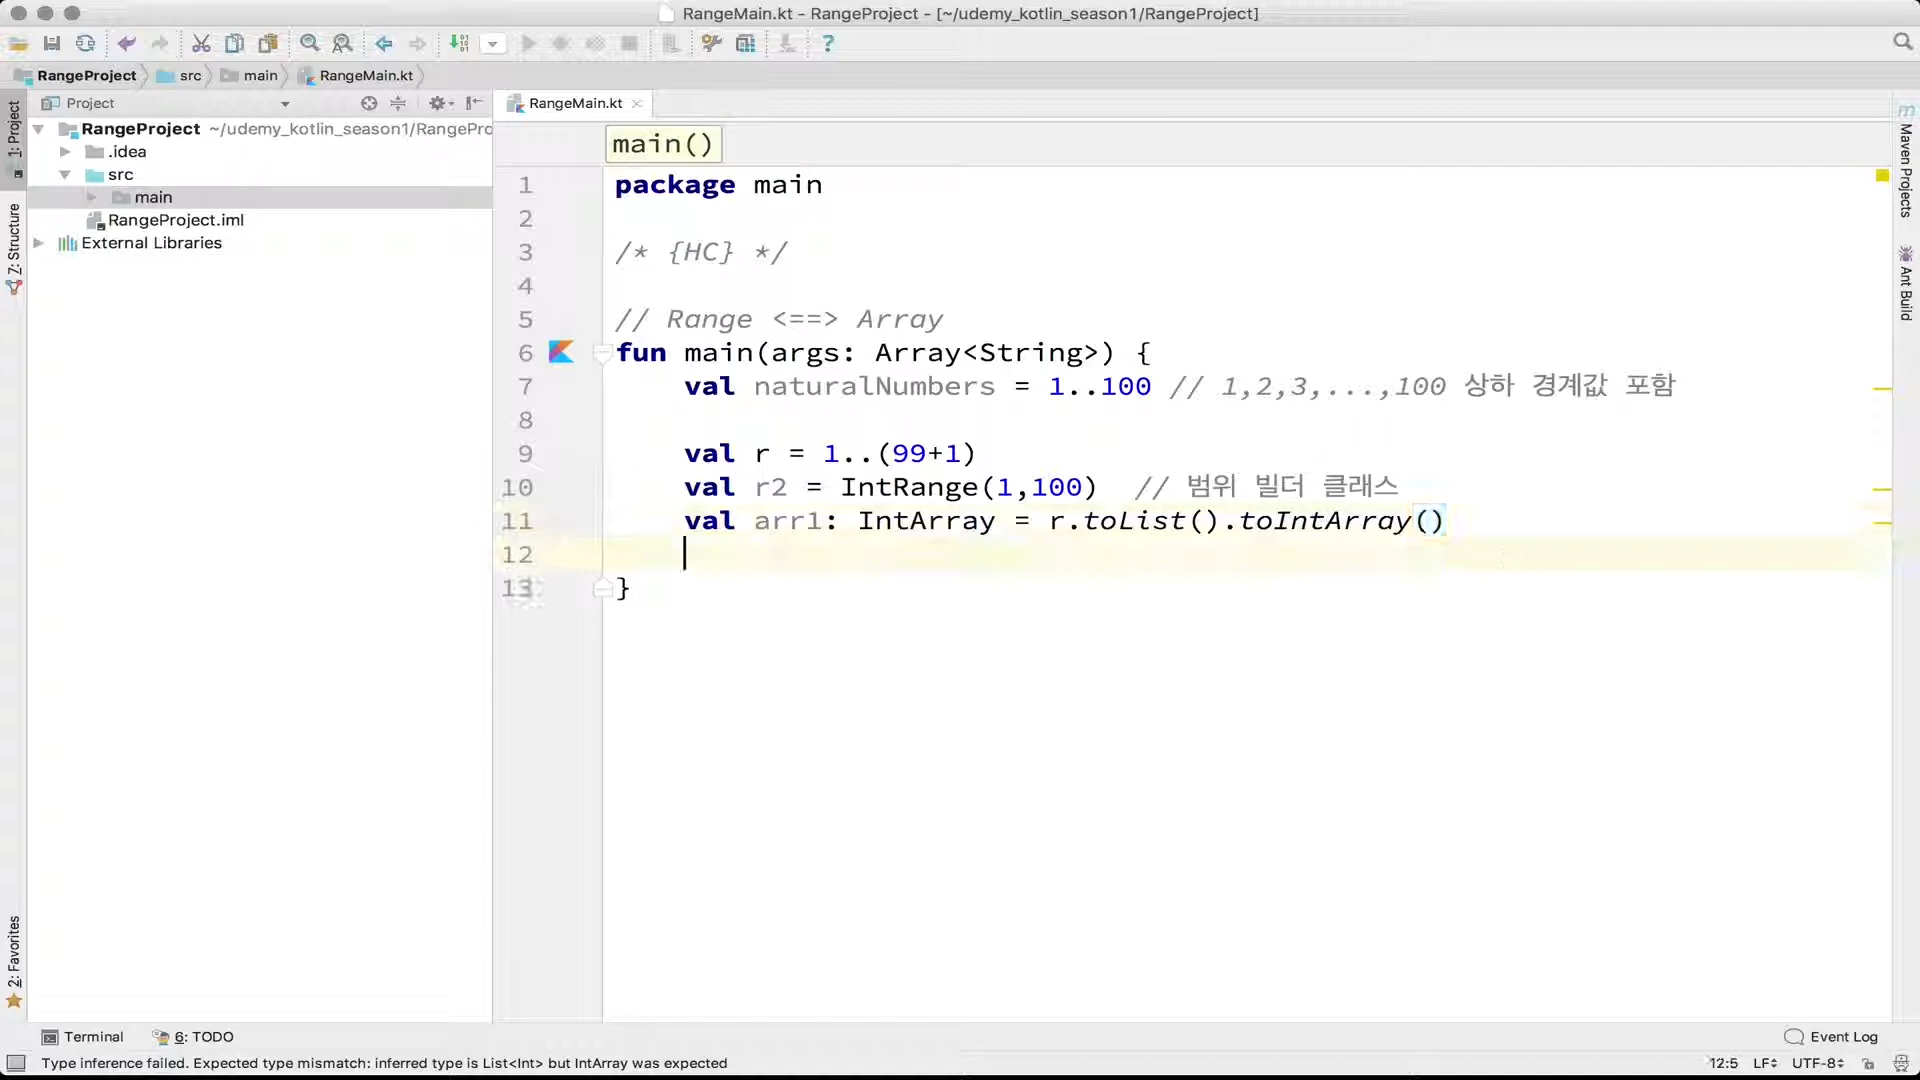 RangeMain.kt - RangeProject - [~/udemy_kotlin_season1/RangeProject]
RangeProject src main RangeMain.kt
Project
RangeMain.kt
RangeProject ~/udemy_kotlin_season1/RangePro
.idea
src
main
RangeProject.iml
External Libraries
1: Project
7: Structure
2: Favorites
main()
1 package main
2
3 /* {HC} */
4
5 // Range <==> Array
6 fun main(args: Array<String>) {
7 val naturalNumbers = 1..100 // 1,2,3,...,100 상하 경계값 포함
8
9 val r = 1..(99+1)
10 val r2 = IntRange(1,100) // 범위 빌더 클래스
11 val arr1: IntArray = r.toList().toIntArray()
12
13 }
Maven Projects
Ant Build
Terminal
6: TODO
Event Log
Type inference failed. Expected type mismatch: inferred type is List<Int> but IntArray was expected
12:5 LF UTF-8